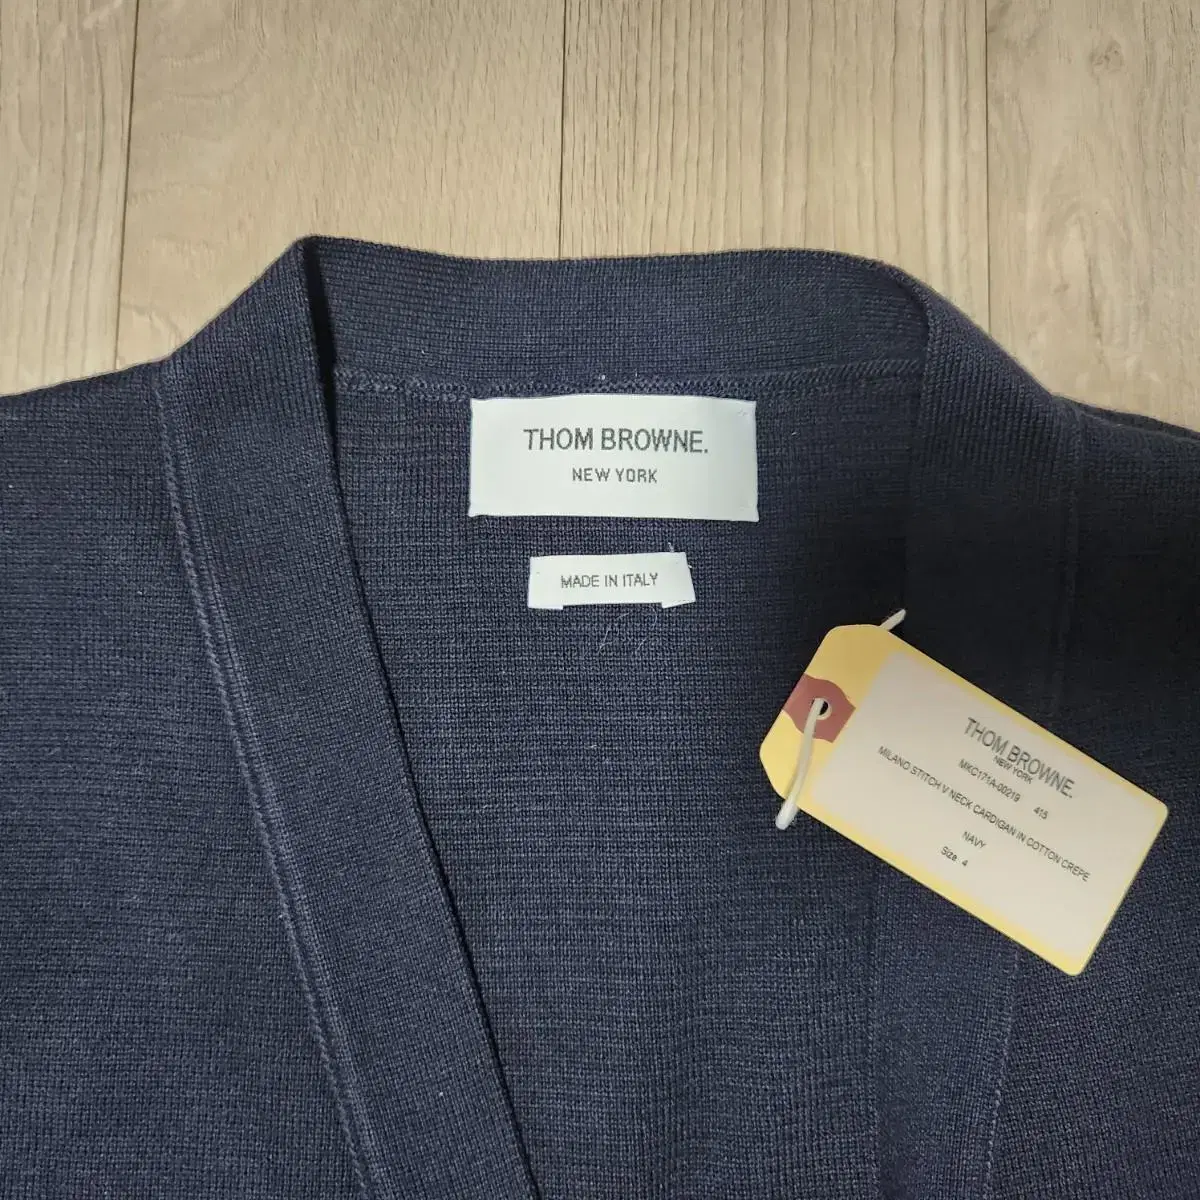 THOM BROWNE.
NEW YORK
MADE IN ITALY
THOM BROWNE.
NEW YORK
MKC171A-00219 415
MILANO STITCH V NECK CARDIGAN IN COTTON CREPE
NAVY
Size 4